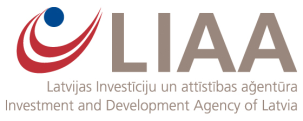 LIAA
Latvijas Investīciju un attīstības aģentūra
Investment and Development Agency of Latvia